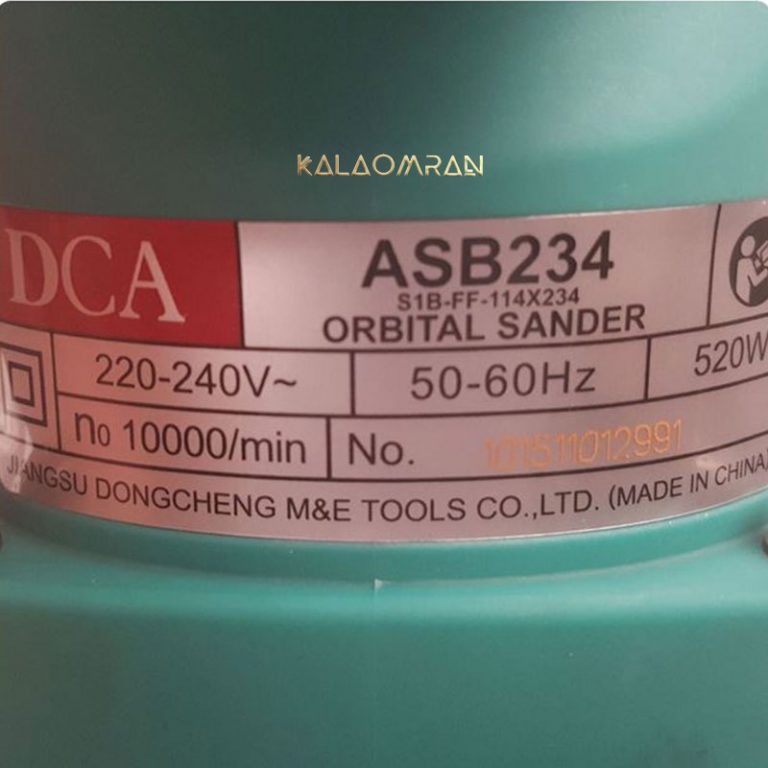 KALAOMRAN
DCA
ASB234
S1B-FF-114X234
ORBITAL SANDER
220-240V~ 50-60Hz 520W
n0 10000/min No. 101511012991
JIANGSU DONGCHENG M&E TOOLS CO.,LTD. (MADE IN CHINA)